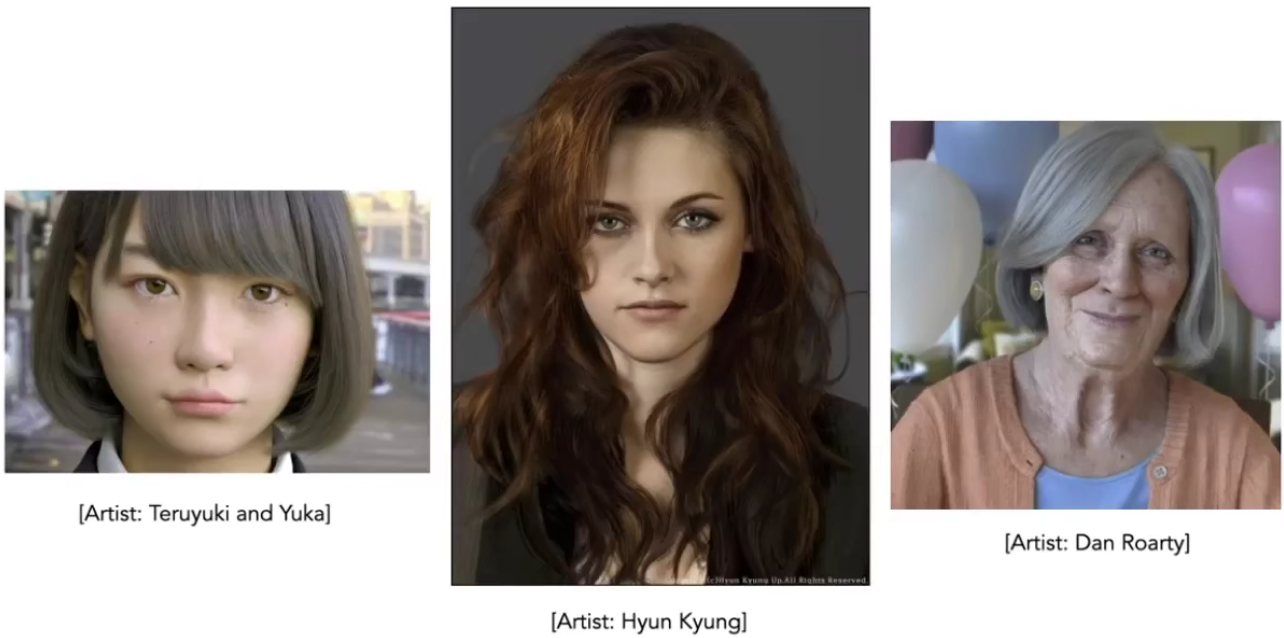 [Artist: Teruyuki and Yuka]
(c)Hyun Kyung Up.All Rights Reserved.
[Artist: Hyun Kyung]
[Artist: Dan Roarty]